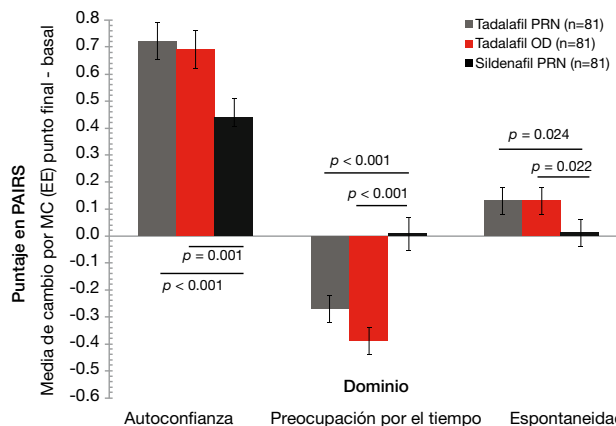 Tadalafil PRN (n=81)
Tadalafil OD (n=81)
Sildenafil PRN (n=81)
Puntaje en PAIRS
Media de cambio por MC (EE) punto final - basal
0.8
0.7
0.6
0.5
0.4
0.3
0.2
0.1
0.0
-0.1
-0.2
-0.3
-0.4
-0.5
-0.6
p = 0.001
p < 0.001
p < 0.001
p < 0.001
p = 0.024
p = 0.022
Dominio
Autoconfianza
Preocupación por el tiempo
Espontaneidad